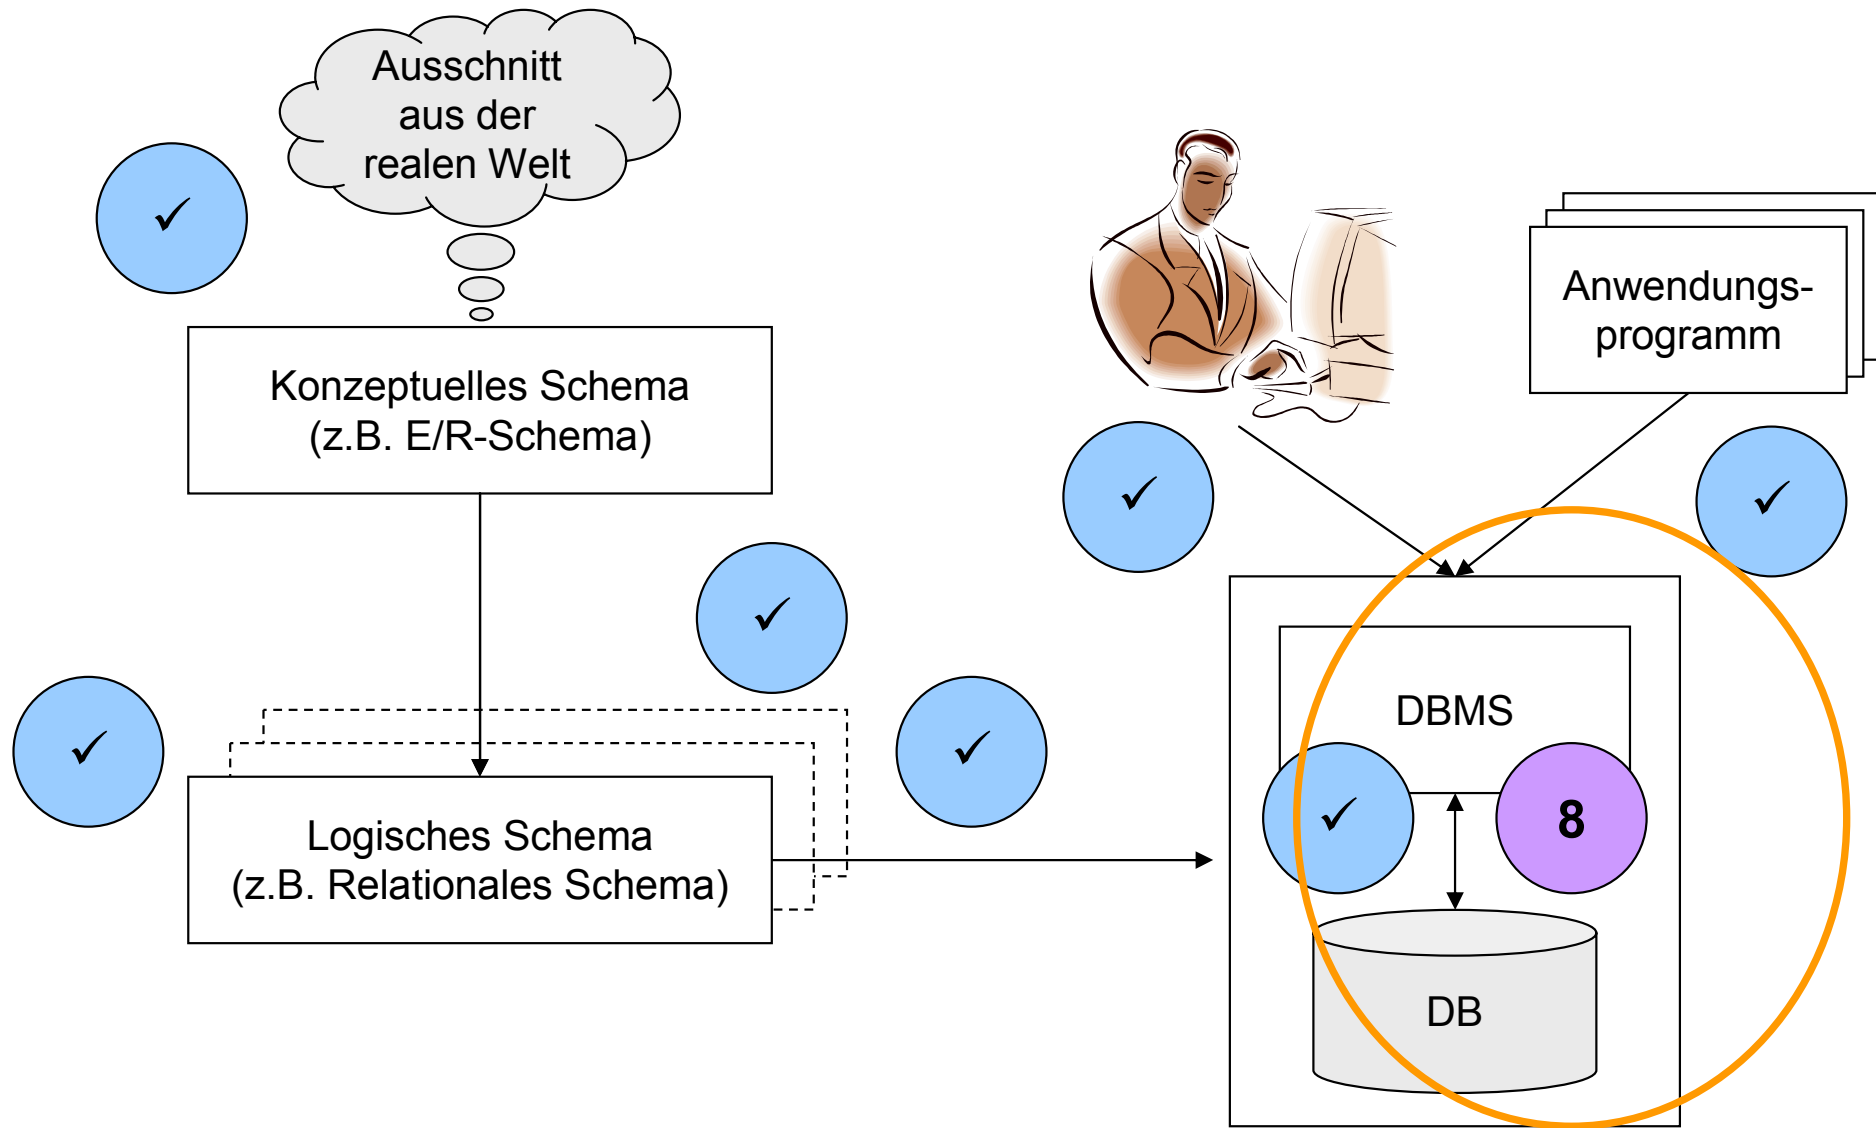 Ausschnitt
aus der
realen Welt
✓
Konzeptuelles Schema
(z.B. E/R-Schema)
Anwendungs-
programm
✓
✓
✓
✓
✓
Logisches Schema
(z.B. Relationales Schema)
DBMS
✓
8
DB